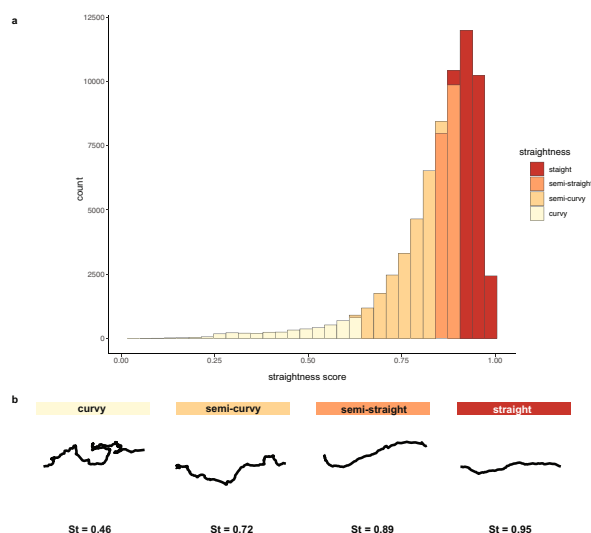 a
12500
10000
7500
5000
2500
0
count
0.00 0.25 0.50 0.75 1.00
straightness score
straightness
staight
semi-straight
semi-curvy
curvy
b
curvy semi-curvy semi-straight straight
St = 0.46 St = 0.72 St = 0.89 St = 0.95